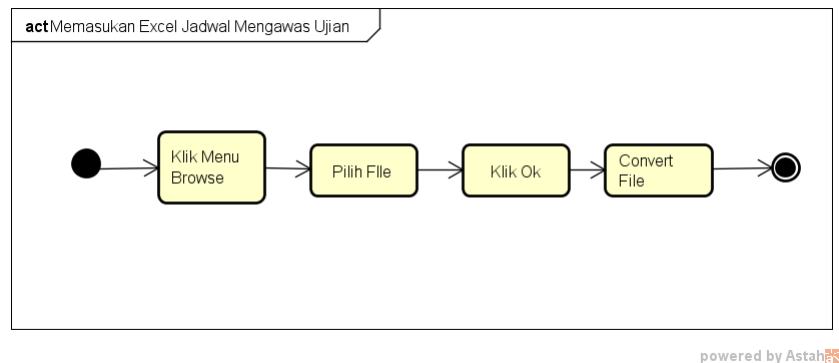 act Memasukan Excel Jadwal Mengawas Ujian
Klik Menu
Browse
Pilih FIle
Klik Ok
Convert
File
powered by Astah